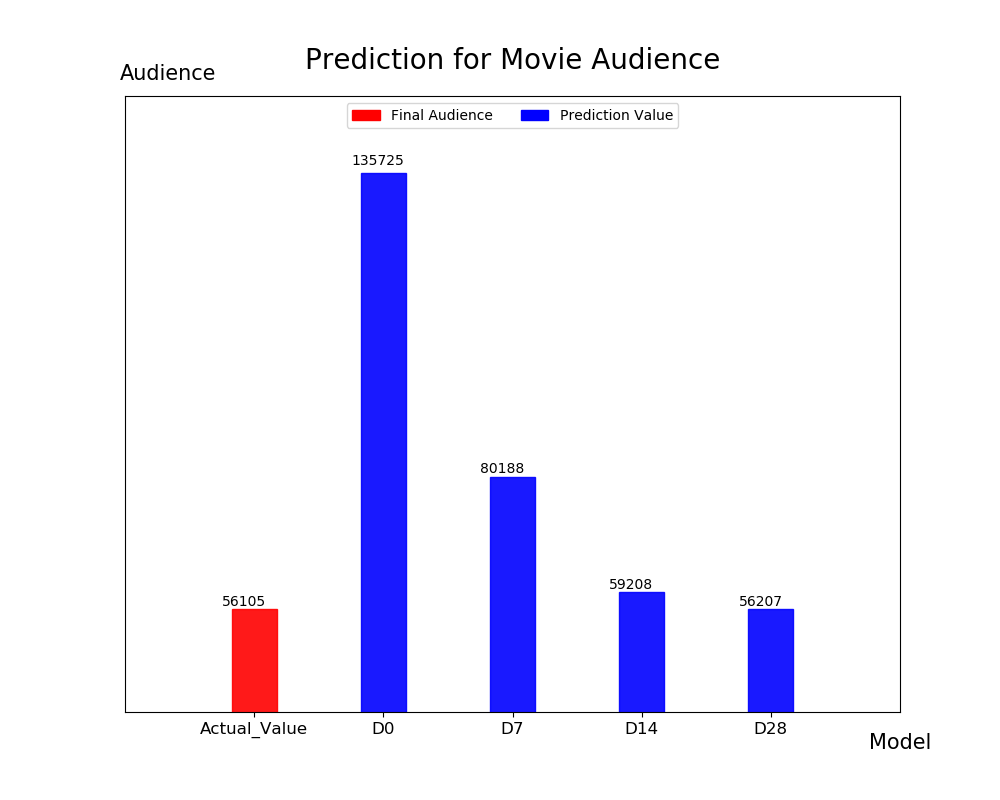 Prediction for Movie Audience
Audience
Final Audience
Prediction Value
135725
80188
59208
56105
56207
Actual_Value
D0
D7
D14
D28
Model